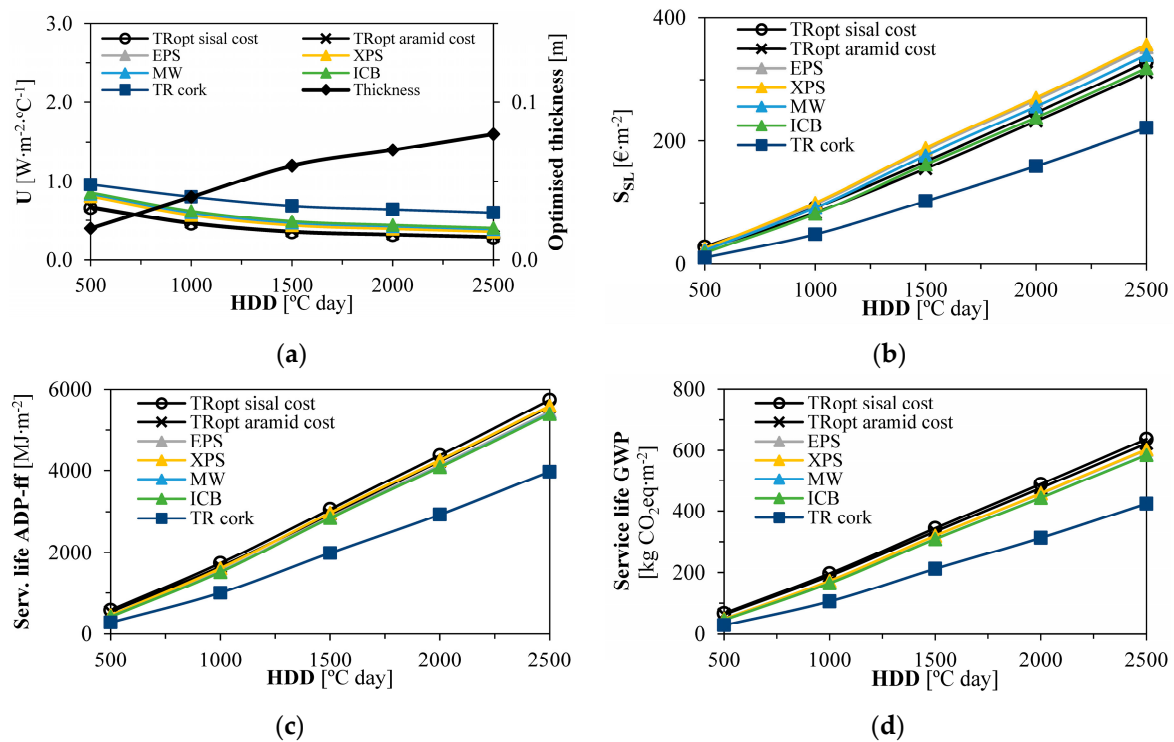 3.0
2.0
1.0
0.0
U [W·m⁻²·ºC⁻¹]
TRopt sisal cost
TRopt aramid cost
EPS
XPS
MW
ICB
TR cork
Thickness
0.1
0.0
Optimised thickness [m]
500
1000
1500
2000
2500
HDD [ºC day]
(a)
400
300
200
100
0
S_SL [€·m⁻²]
TRopt sisal cost
TRopt aramid cost
EPS
XPS
MW
ICB
TR cork
500
1000
1500
2000
2500
HDD [ºC day]
(b)
6000
4000
2000
0
Serv. life ADP-ff [MJ·m⁻²]
TRopt sisal cost
TRopt aramid cost
EPS
XPS
MW
ICB
TR cork
500
1000
1500
2000
2500
HDD [ºC day]
(c)
800
600
400
200
0
Service life GWP
[kg CO₂eq·m⁻²]
TRopt sisal cost
TRopt aramid cost
EPS
XPS
MW
ICB
TR cork
500
1000
1500
2000
2500
HDD [ºC day]
(d)